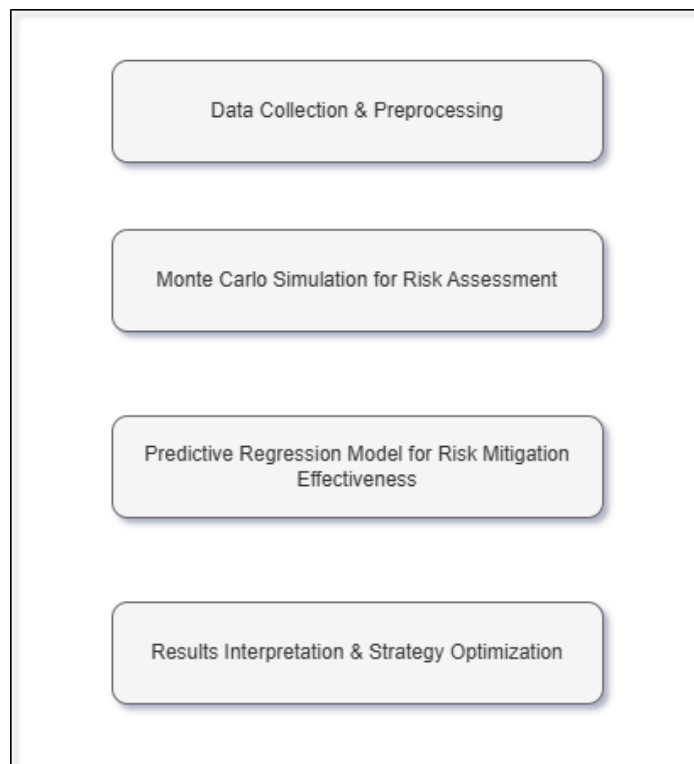 Data Collection & Preprocessing
Monte Carlo Simulation for Risk Assessment
Predictive Regression Model for Risk Mitigation
Effectiveness
Results Interpretation & Strategy Optimization